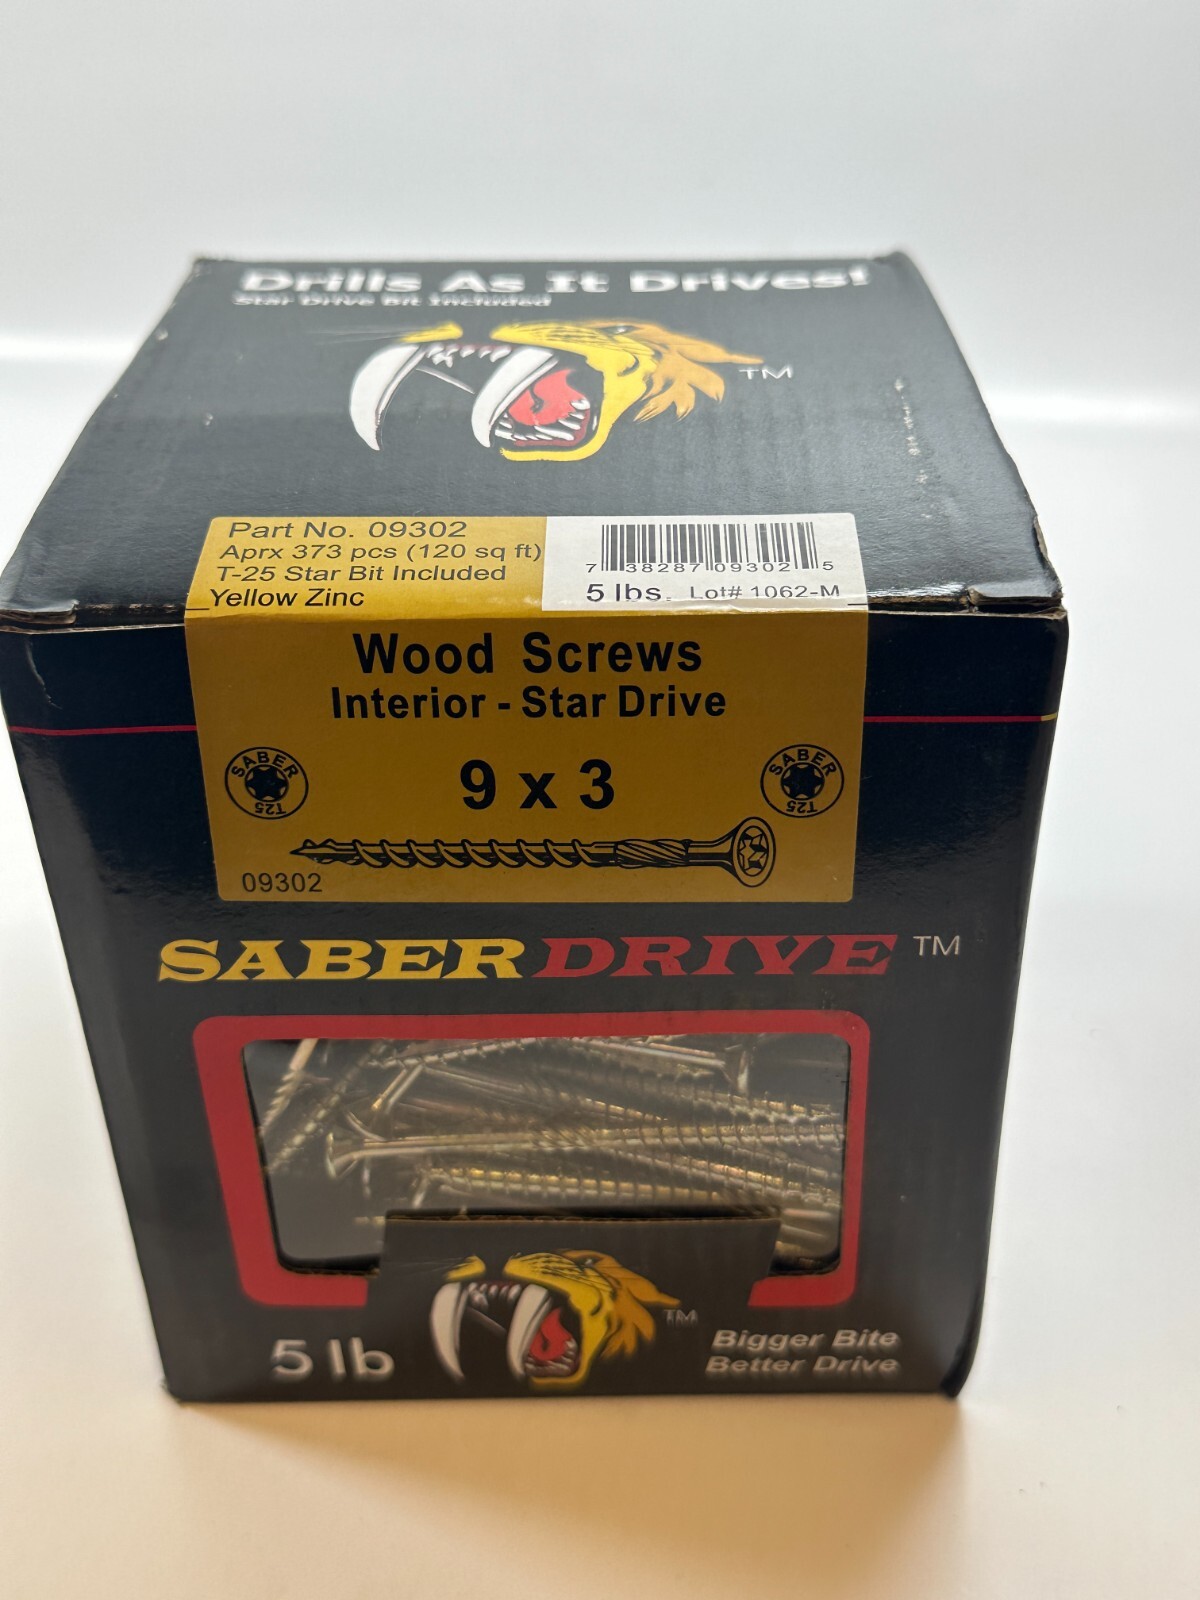 Drills As It Drives!
Star Drive Bit Included
TM
Part No. 09302
Aprx 373 pcs (120 sq ft)
T-25 Star Bit Included
Yellow Zinc
7 38287 09302 5
5 lbs. Lot# 1062-M
Wood Screws
Interior - Star Drive
SABER T25
9 x 3
SABER T25
09302
SABERDRIVE TM
TM
5 lb
Bigger Bite
Better Drive